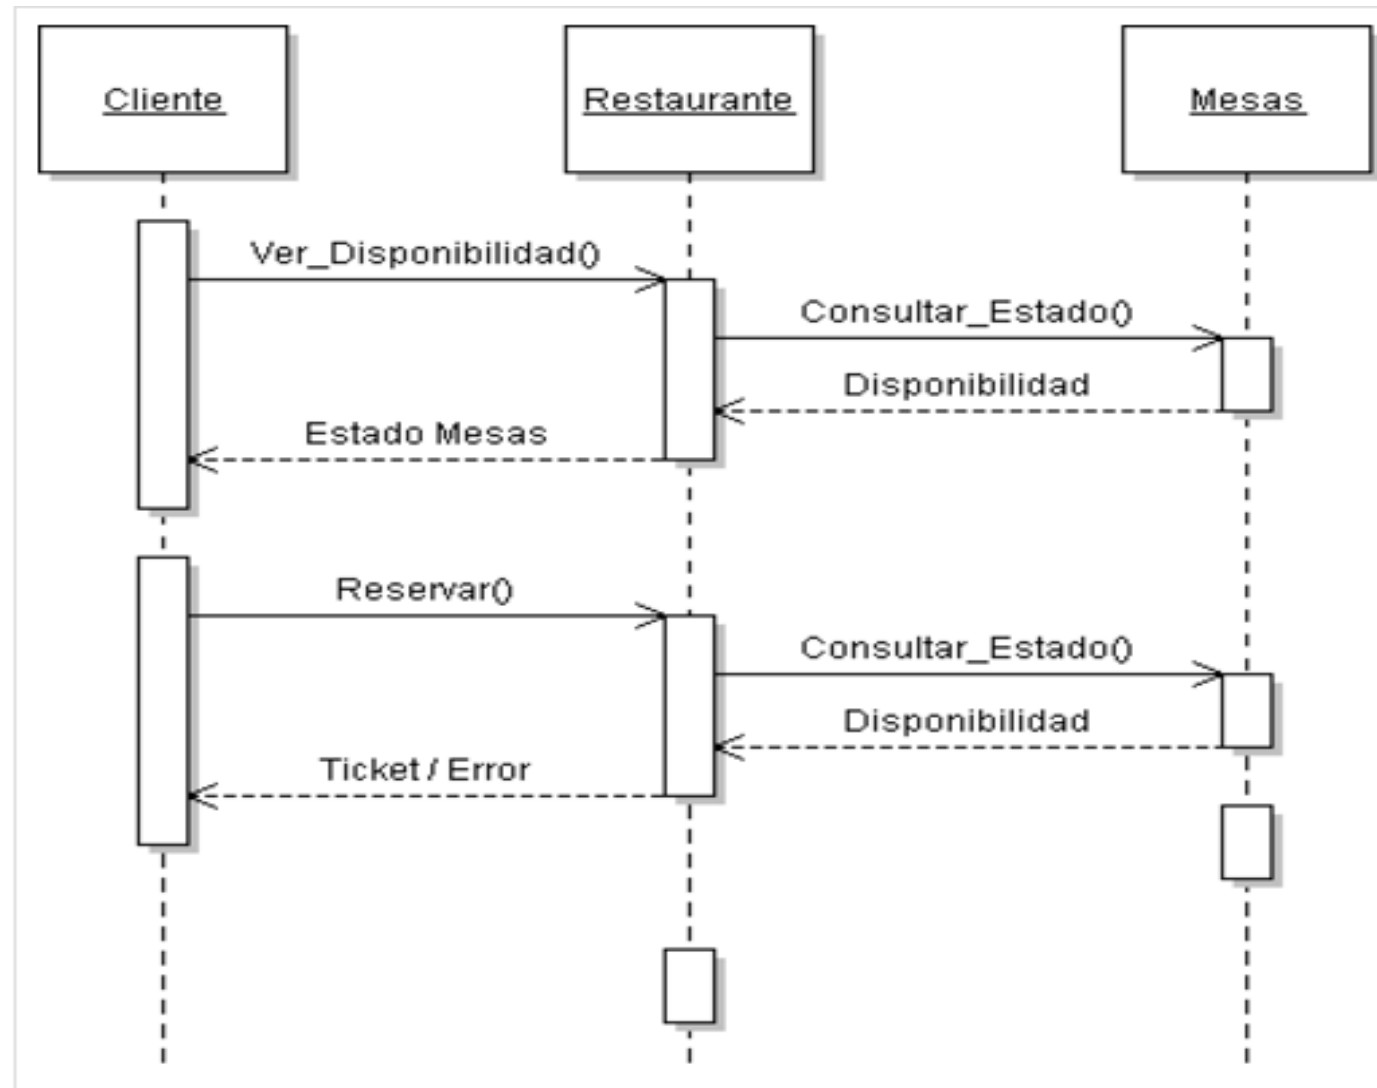 Cliente
Restaurante
Mesas
Ver_Disponibilidad()
Consultar_Estado()
Disponibilidad
Estado Mesas
Reservar()
Consultar_Estado()
Disponibilidad
Ticket / Error